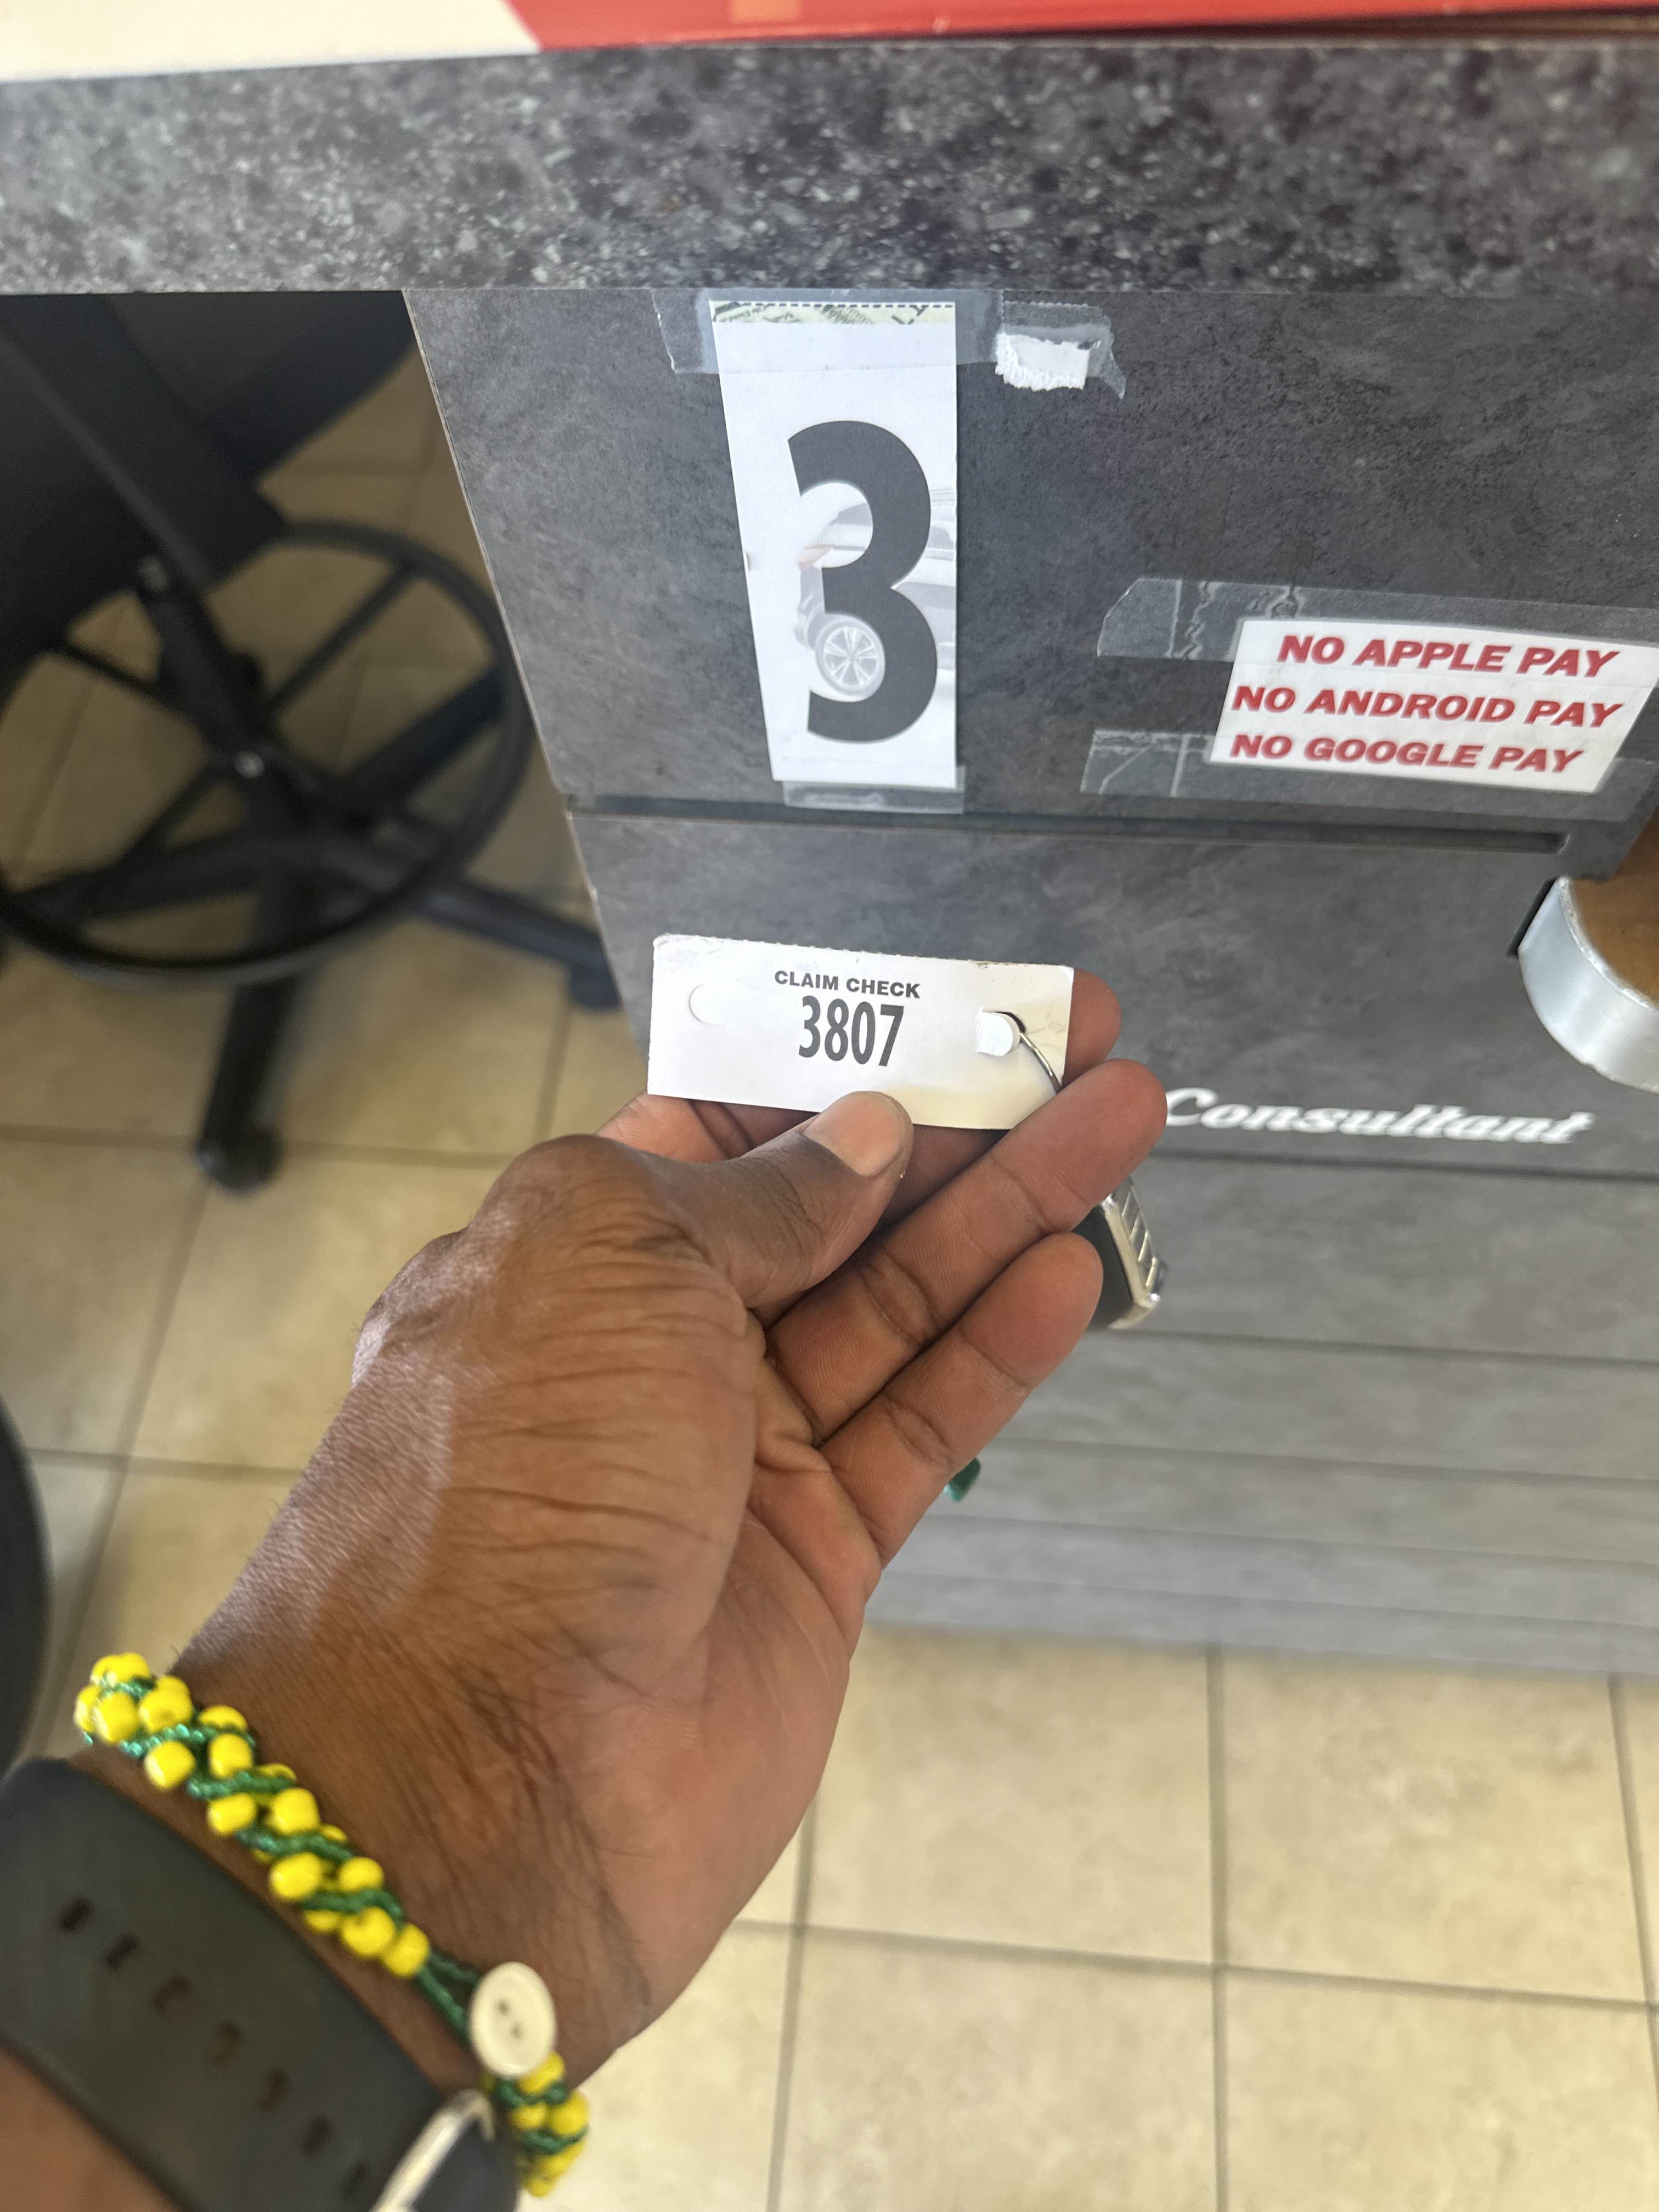 3
NO APPLE PAY
NO ANDROID PAY
NO GOOGLE PAY
CLAIM CHECK
3807
Consultant